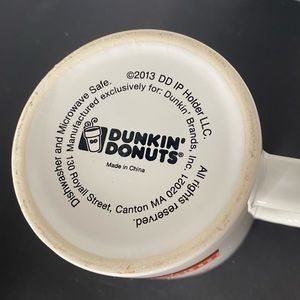 ©2013 DD IP Holder LLC.
Dishwasher and Microwave Safe.
Manufactured exclusively for: Dunkin' Brands, Inc.
DUNKIN'
DONUTS®
Made in China
130 Royall Street, Canton MA 02021
All rights reserved.